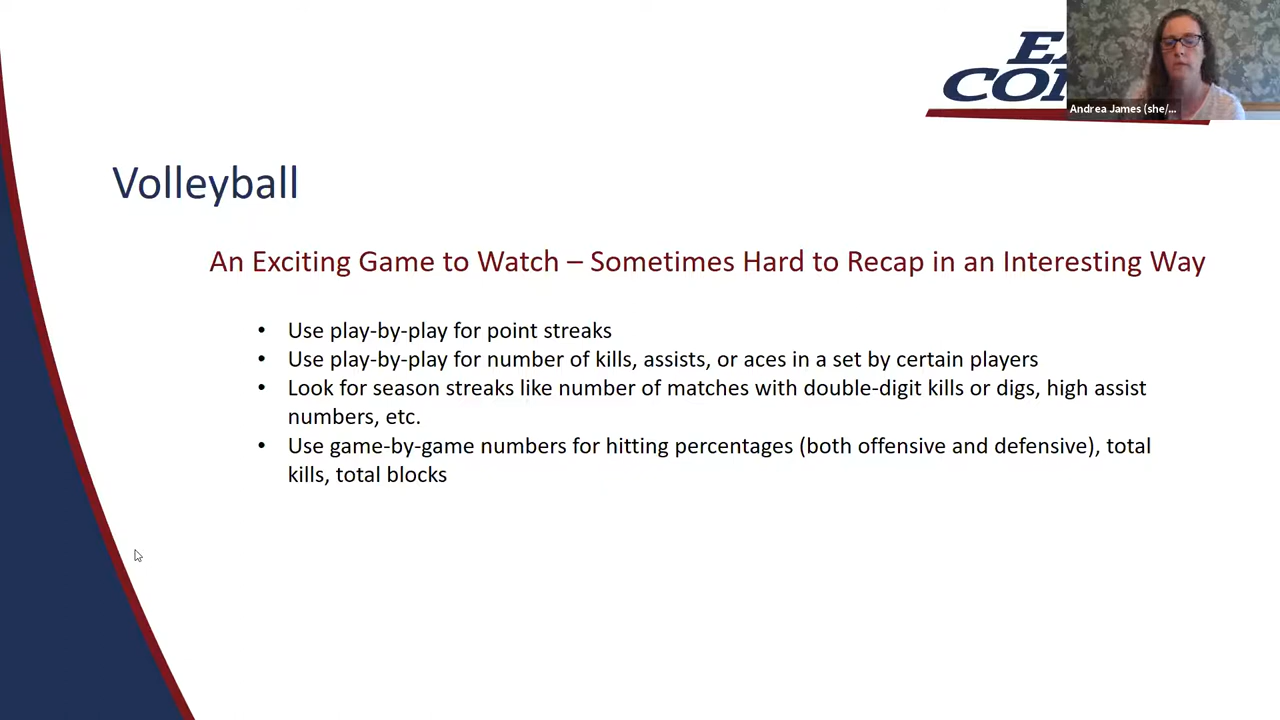 Andrea James (she/...
Volleyball
An Exciting Game to Watch – Sometimes Hard to Recap in an Interesting Way
• Use play-by-play for point streaks
• Use play-by-play for number of kills, assists, or aces in a set by certain players
• Look for season streaks like number of matches with double-digit kills or digs, high assist
numbers, etc.
• Use game-by-game numbers for hitting percentages (both offensive and defensive), total
kills, total blocks